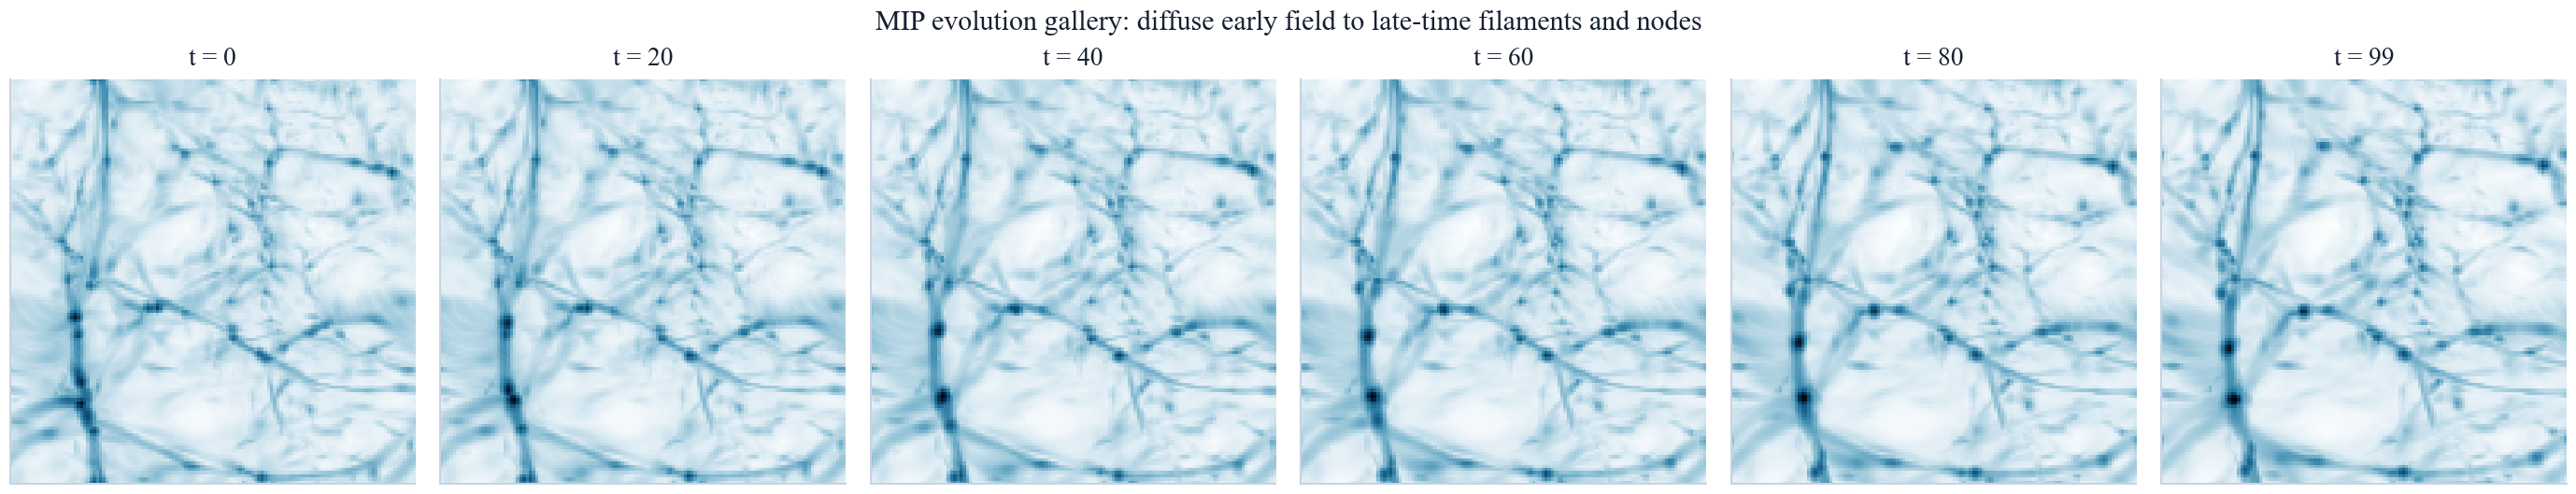 MIP evolution gallery: diffuse early field to late-time filaments and nodes
t = 0
t = 20
t = 40
t = 60
t = 80
t = 99